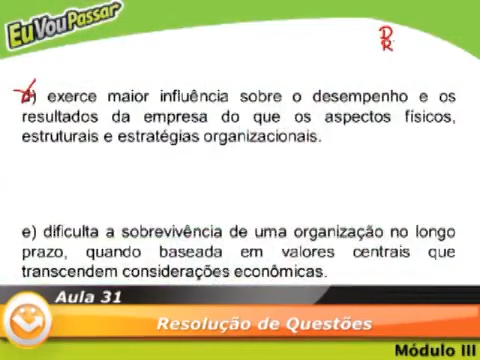 EuVouPassar
D
R
d) exerce maior influência sobre o desempenho e os
resultados da empresa do que os aspectos físicos,
estruturais e estratégias organizacionais.
e) dificulta a sobrevivência de uma organização no longo
prazo, quando baseada em valores centrais que
transcendem considerações econômicas.
Aula 31
Resolução de Questões
Módulo III